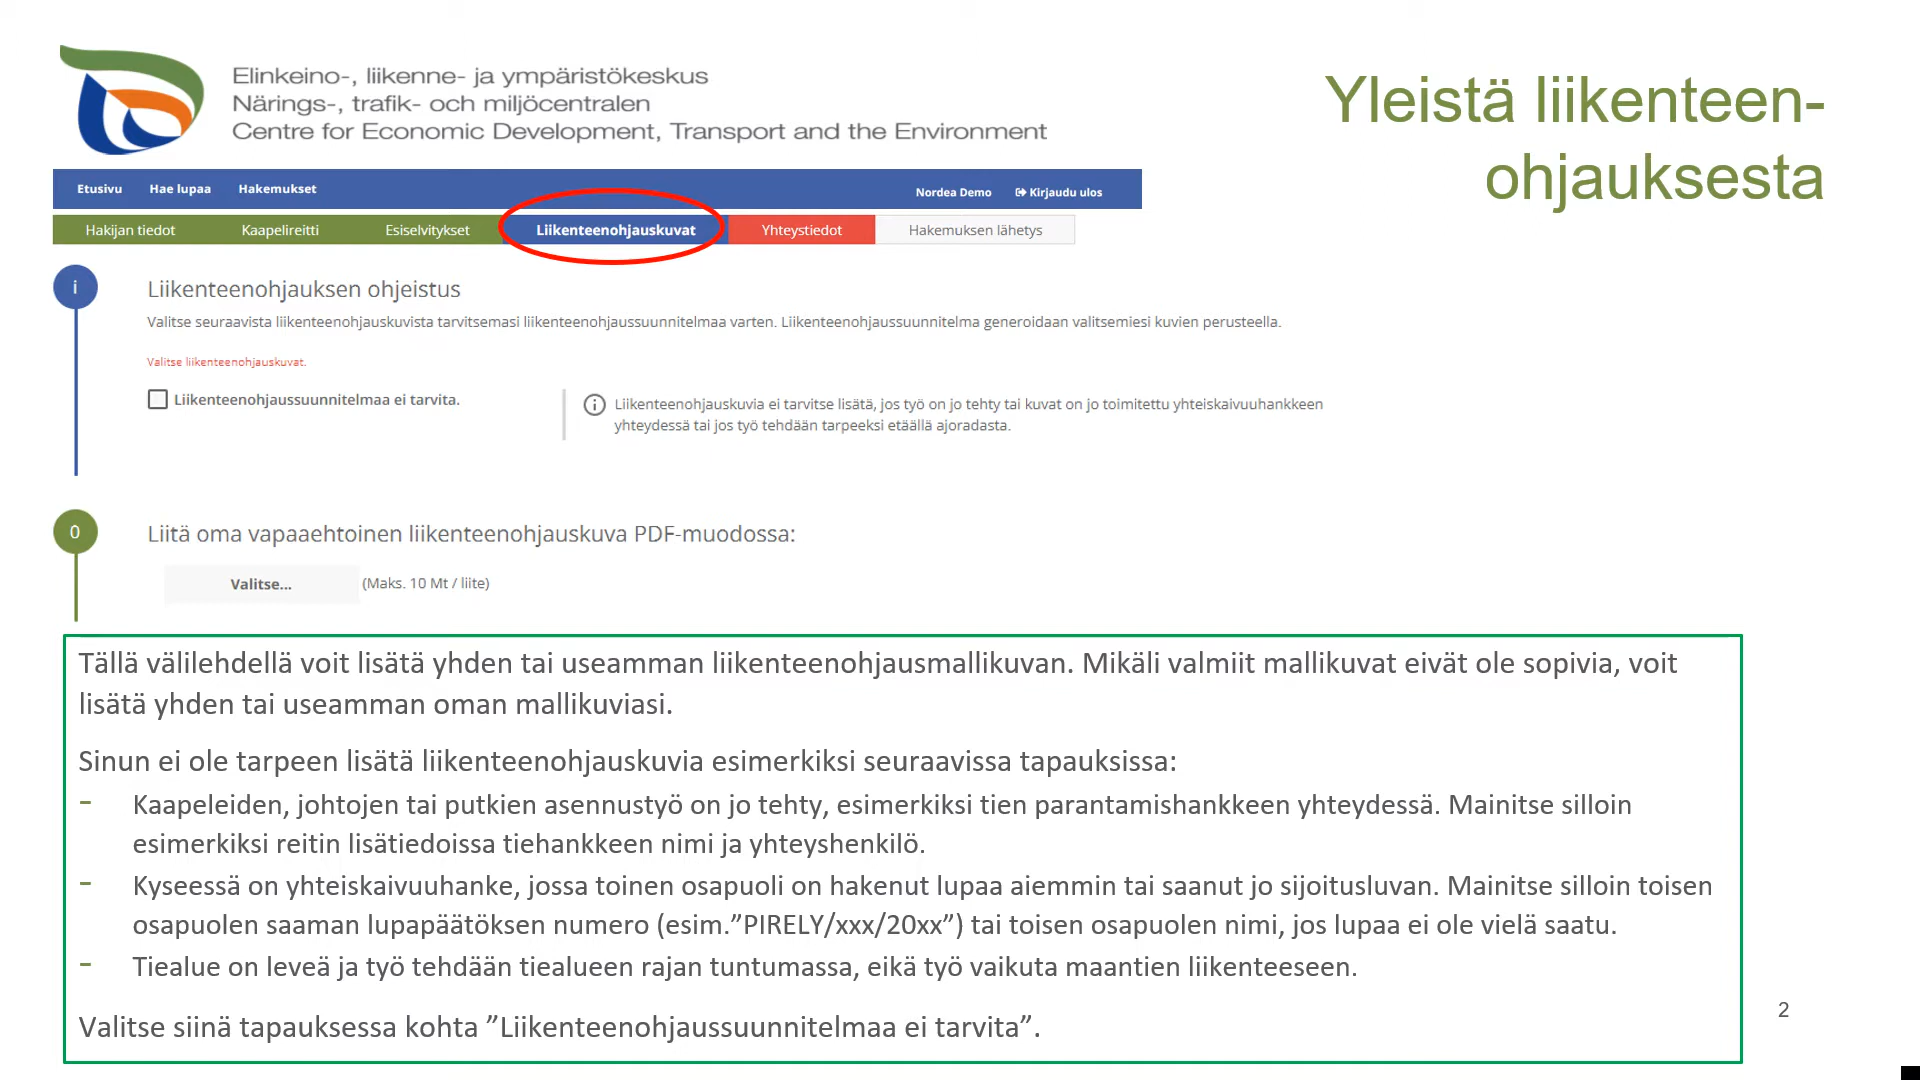 Elinkeino-, liikenne- ja ympäristökeskus
Närings-, trafik- och miljöcentralen
Centre for Economic Development, Transport and the Environment
Yleistä liikenteen-
ohjauksesta
Etusivu Hae lupaa Hakemukset Nordea Demo Kirjaudu ulos
Hakijan tiedot Kaapelireitti Esiselvitykset Liikenteenohjauskuvat Yhteystiedot Hakemuksen lähetys
i Liikenteenohjauksen ohjeistus
Valitse seuraavista liikenteenohjauskuvista tarvitsemasi liikenteenohjaussuunnitelmaa varten. Liikenteenohjaussuunnitelma generoidaan valitsemiesi kuvien perusteella.
Valitse liikenteenohjauskuvat.
Liikenteenohjaussuunnitelmaa ei tarvita.
Liikenteenohjauskuvia ei tarvitse lisätä, jos työ on jo tehty tai kuvat on jo toimitettu yhteiskaivuuhankkeen
yhteydessä tai jos työ tehdään tarpeeksi etäällä ajoradasta.
0 Liitä oma vapaaehtoinen liikenteenohjauskuva PDF-muodossa:
Valitse... (Maks. 10 Mt / liite)
Tällä välilehdellä voit lisätä yhden tai useamman liikenteenohjausmallikuvan. Mikäli valmiit mallikuvat eivät ole sopivia, voit
lisätä yhden tai useamman oman mallikuviasi.
Sinun ei ole tarpeen lisätä liikenteenohjauskuvia esimerkiksi seuraavissa tapauksissa:
- Kaapeleiden, johtojen tai putkien asennustyö on jo tehty, esimerkiksi tien parantamishankkeen yhteydessä. Mainitse silloin
esimerkiksi reitin lisätiedoissa tiehankkeen nimi ja yhteyshenkilö.
- Kyseessä on yhteiskaivuuhanke, jossa toinen osapuoli on hakenut lupaa aiemmin tai saanut jo sijoitusluvan. Mainitse silloin toisen
osapuolen saaman lupapäätöksen numero (esim.”PIRELY/xxx/20xx”) tai toisen osapuolen nimi, jos lupaa ei ole vielä saatu.
- Tiealue on leveä ja työ tehdään tiealueen rajan tuntumassa, eikä työ vaikuta maantien liikenteeseen.
Valitse siinä tapauksessa kohta ”Liikenteenohjaussuunnitelmaa ei tarvita”.
2